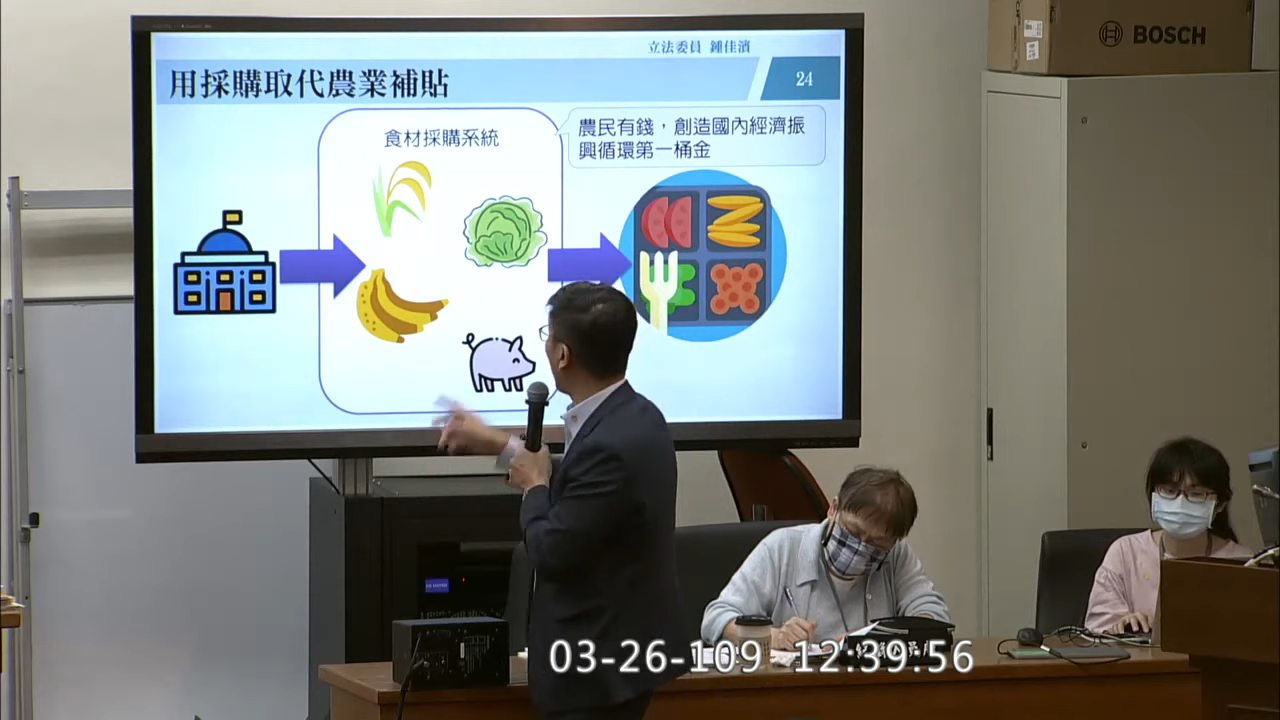 立法委員 鍾佳濱
用採購取代農業補貼
24
食材採購系統
農民有錢，創造國內經濟振
興循環第一桶金
BOSCH
03-26-109 12:39:56